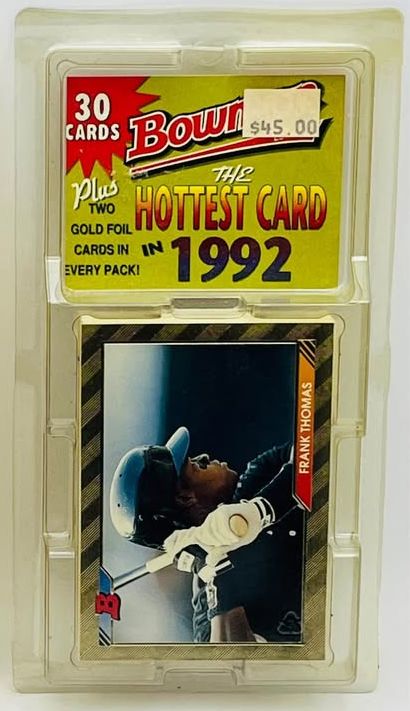 30
CARDS
Plus
TWO
GOLD FOIL
CARDS IN
EVERY PACK!
$45.00
THE
HOTTEST CARD
IN 1992
FRANK THOMAS
B